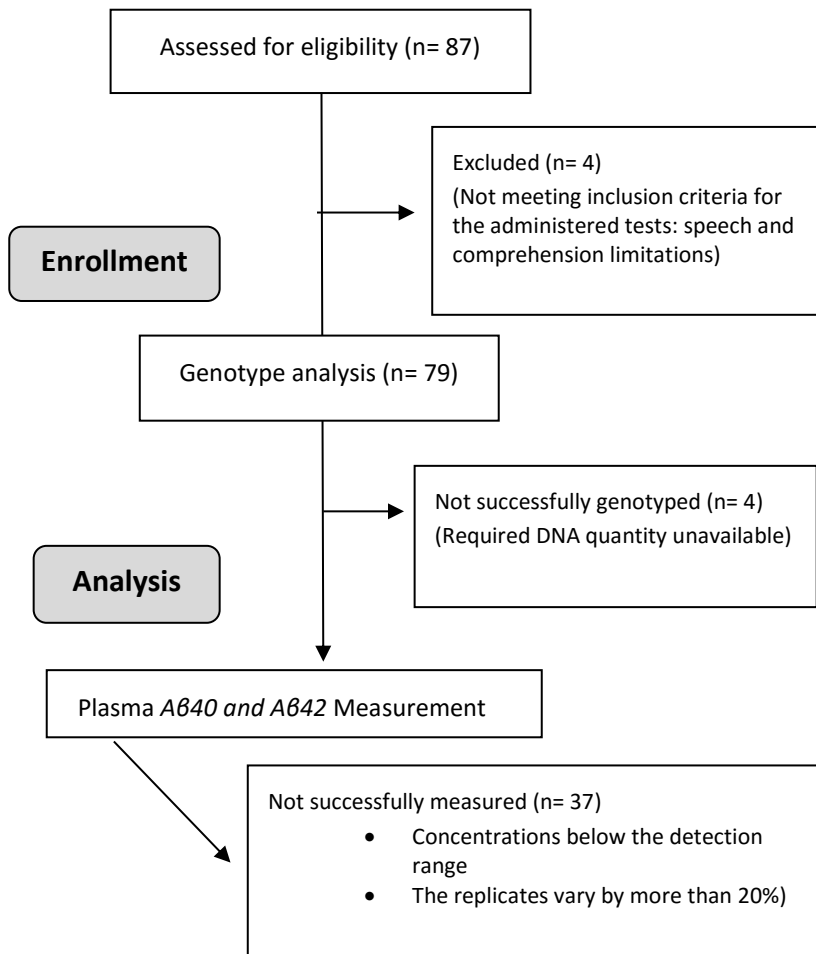 Assessed for eligibility (n= 87)
Excluded (n= 4)
(Not meeting inclusion criteria for
the administered tests: speech and
comprehension limitations)
Enrollment
Genotype analysis (n= 79)
Not successfully genotyped (n= 4)
(Required DNA quantity unavailable)
Analysis
Plasma Aβ40 and Aβ42 Measurement
Not successfully measured (n= 37)
• Concentrations below the detection
range
• The replicates vary by more than 20%)